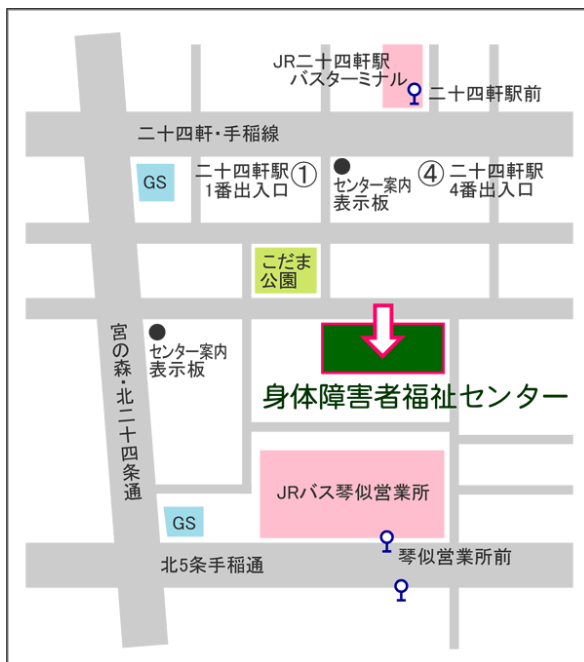 JR二十四軒駅
バスターミナル
二十四軒駅前
二十四軒・手稲線
GS
二十四軒駅
1番出入口
①
センター案内
表示板
④
二十四軒駅
4番出入口
こだま
公園
宮の森・北二十四条通
センター案内
表示板
身体障害者福祉センター
JRバス琴似営業所
GS
北5条手稲通
琴似営業所前